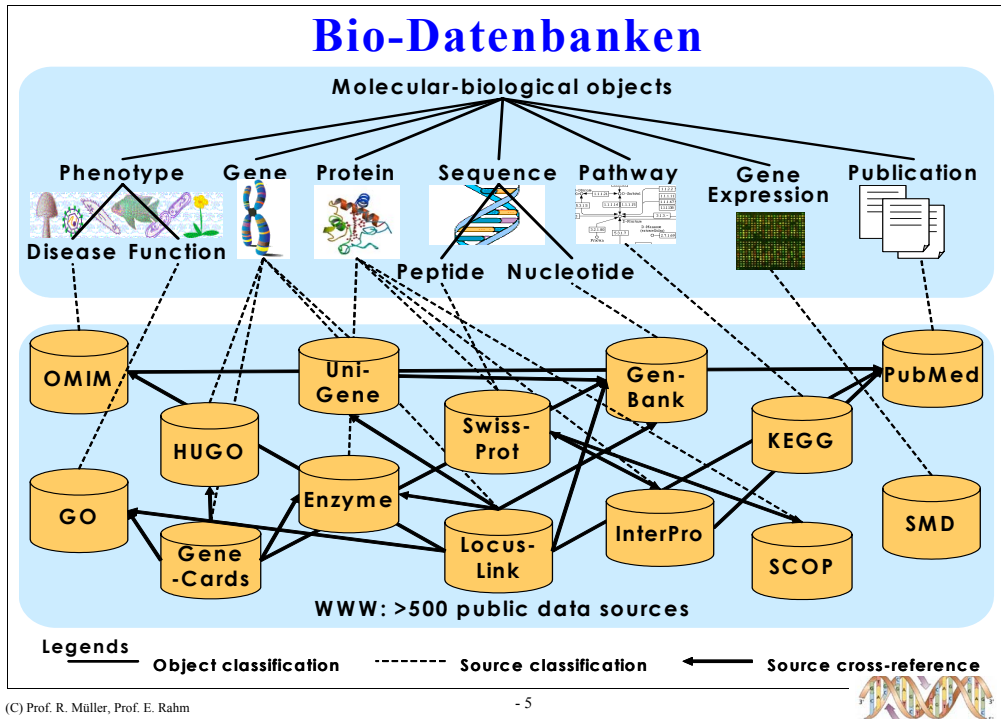 Bio-Datenbanken
Molecular-biological objects
Phenotype
Gene
Protein
Sequence
Pathway
Gene
Expression
Publication
Disease
Function
Peptide
Nucleotide
OMIM
Uni-
Gene
Gen-
Bank
PubMed
HUGO
Swiss-
Prot
KEGG
GO
Enzyme
InterPro
SMD
Gene
-Cards
Locus-
Link
SCOP
WWW: >500 public data sources
Legends
Object classification
Source classification
Source cross-reference
(C) Prof. R. Müller, Prof. E. Rahm
- 5